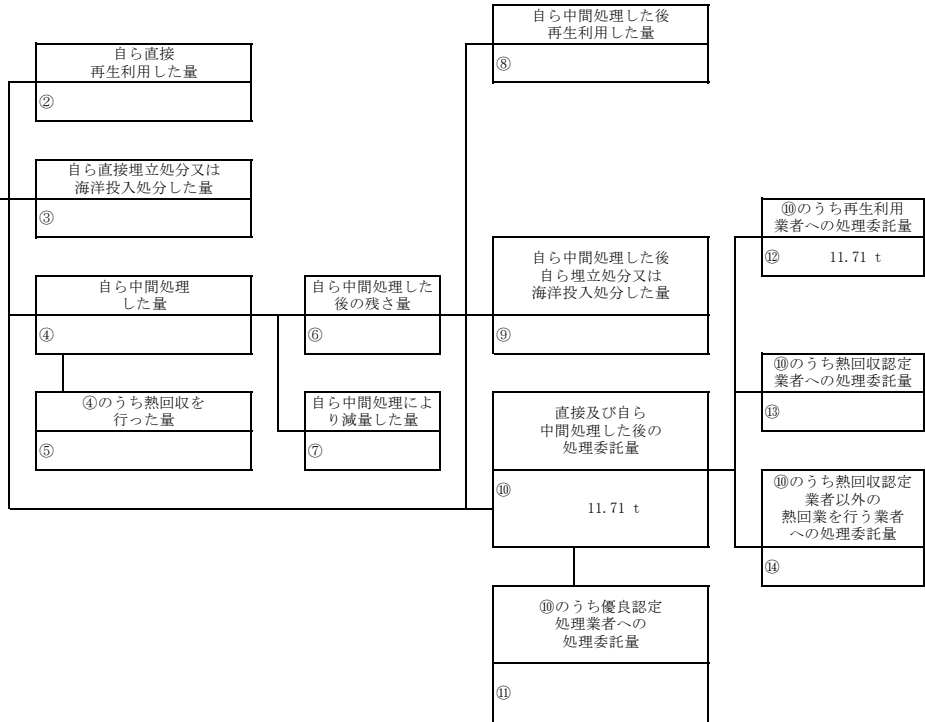 自ら直接
再生利用した量
②
自ら直接埋立処分又は
海洋投入処分した量
③
自ら中間処理
した量
④
④のうち熱回収を
行った量
⑤
自ら中間処理した
後の残さ量
⑥
自ら中間処理によ
り減量した量
⑦
自ら中間処理した後
再生利用した量
⑧
自ら中間処理した後
自ら埋立処分又は
海洋投入処分した量
⑨
直接及び自ら
中間処理した後の
処理委託量
⑩
11.71 t
⑩のうち優良認定
処理業者への
処理委託量
⑪
⑩のうち再生利用
業者への処理委託量
⑫ 11.71 t
⑩のうち熱回収認定
業者への処理委託量
⑬
⑩のうち熱回収認定
業者以外の
熱回業を行う業者
への処理委託量
⑭